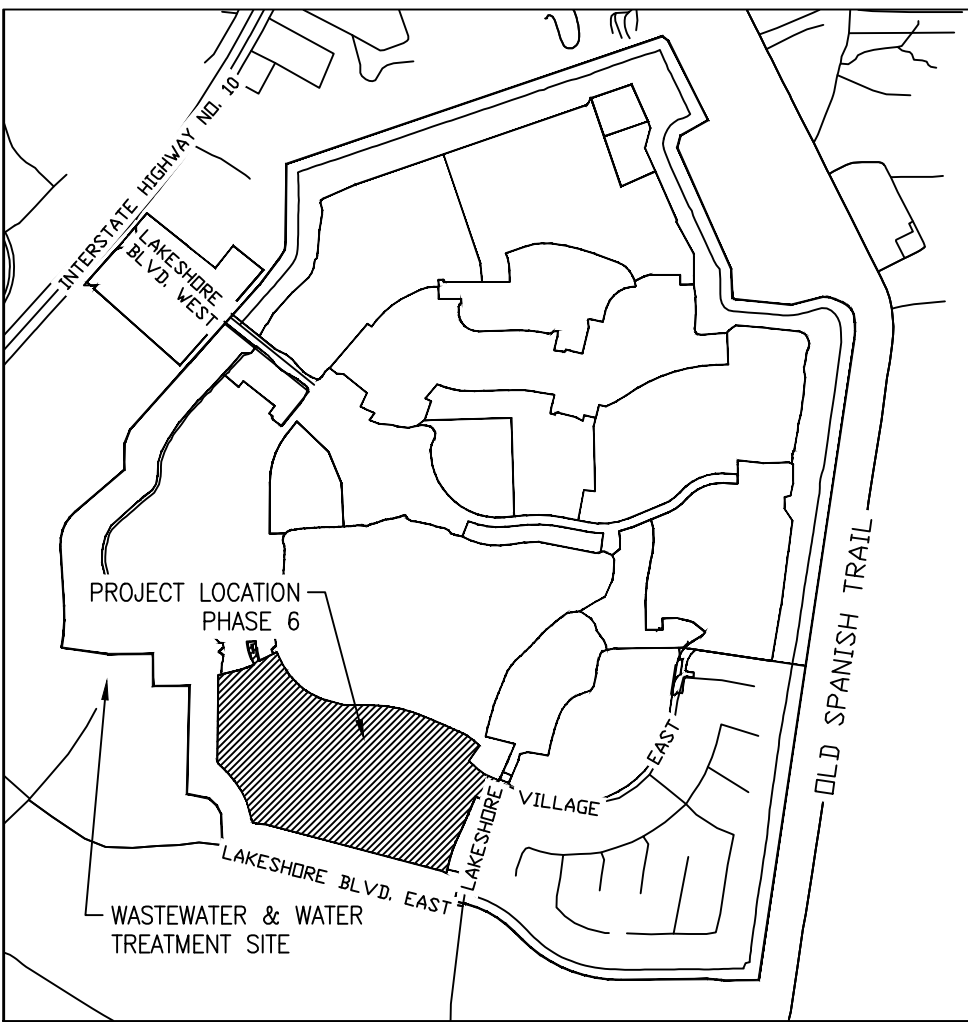 INTERSTATE HIGHWAY NO. 10
LAKESHORE
BLVD. WEST
PROJECT LOCATION
PHASE 6
OLD SPANISH TRAIL
EAST
VILLAGE
LAKESHORE
LAKESHORE BLVD. EAST
WASTEWATER & WATER
TREATMENT SITE